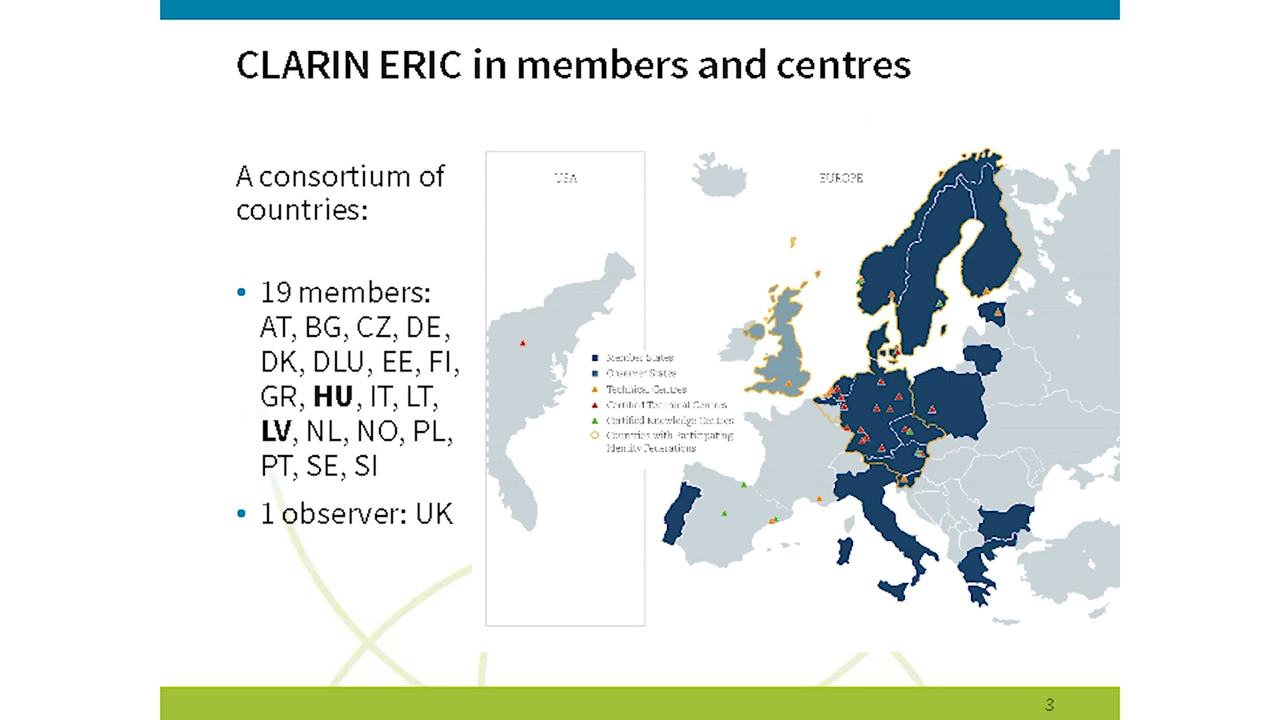 CLARIN ERIC in members and centres
A consortium of
countries:
• 19 members:
AT, BG, CZ, DE,
DK, DLU, EE, FI,
GR, HU, IT, LT,
LV, NL, NO, PL,
PT, SE, SI
• 1 observer: UK
USA
EUROPE
Member States
Observer States
Technical Centres
Certified Technical Centres
Certified Knowledge Centres
Countries with Participating
Identity Federations
3